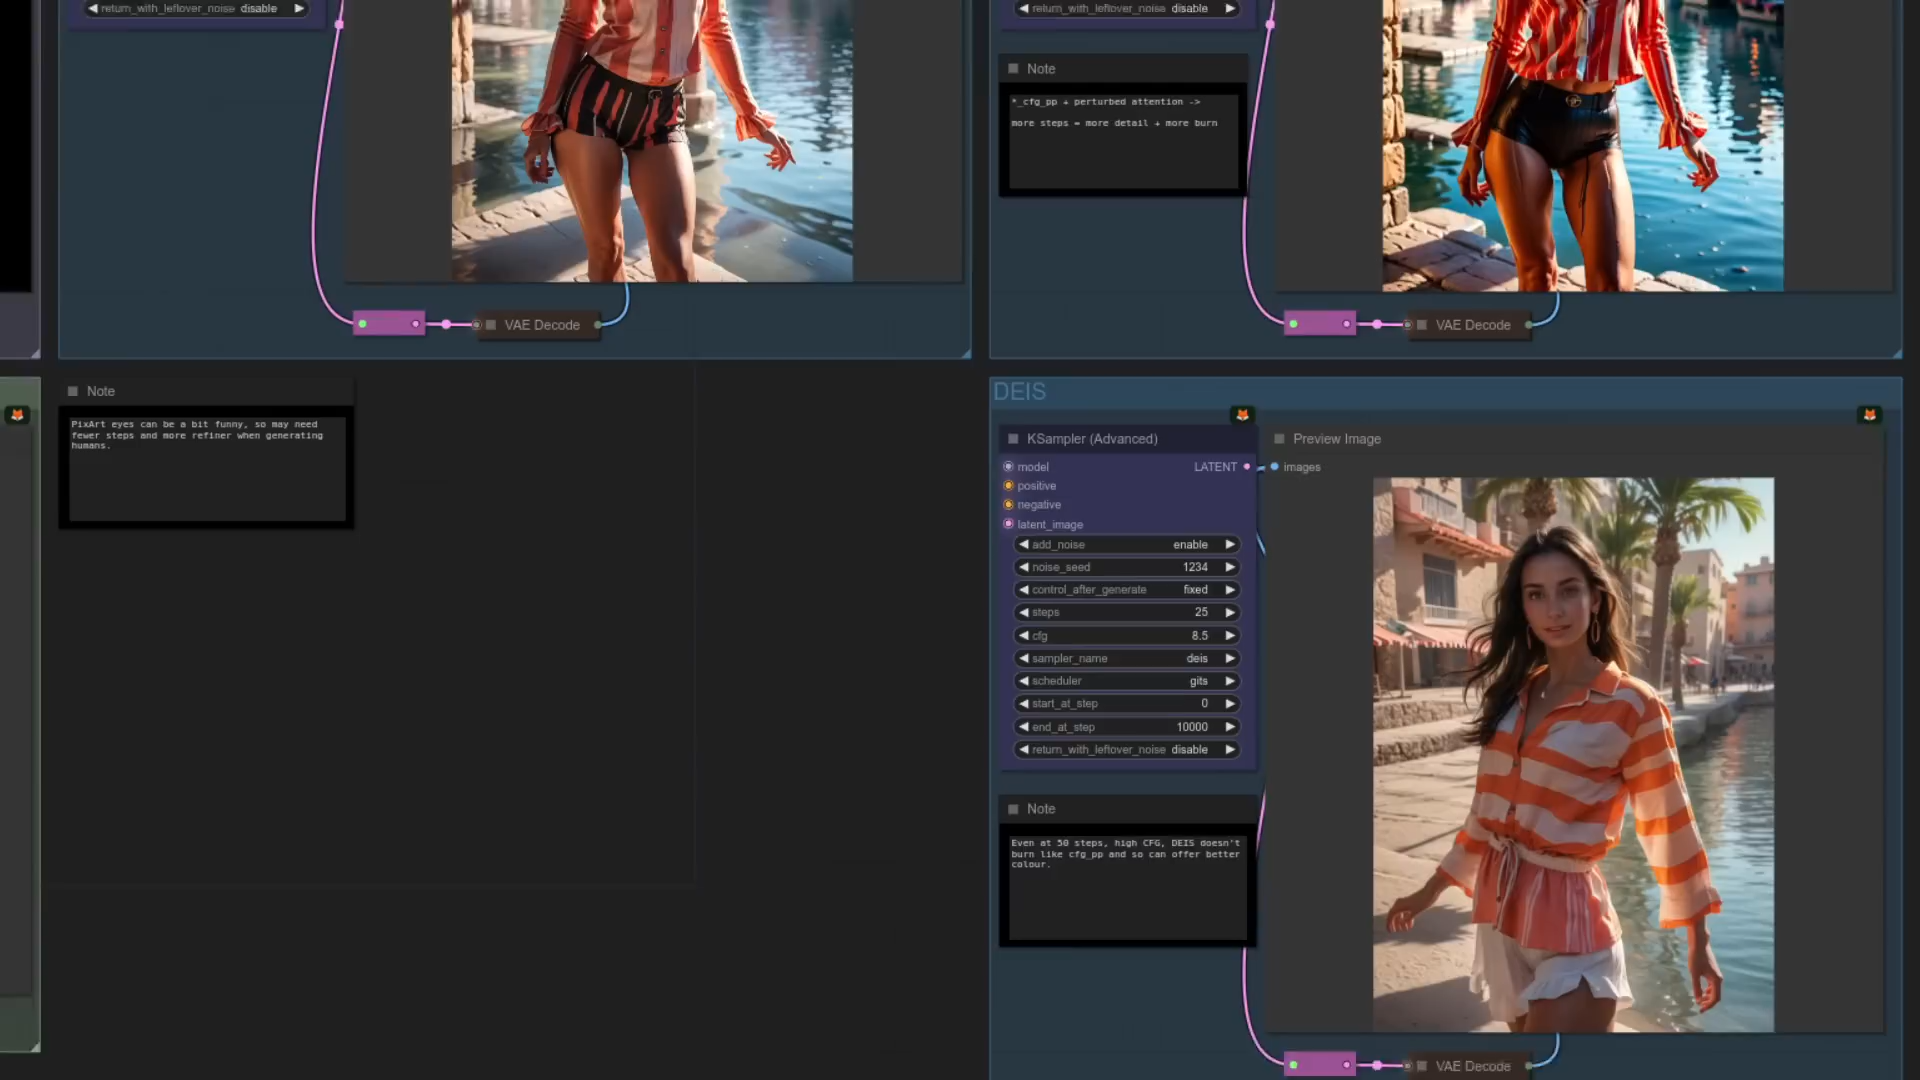 return_with_leftover_noise disable
VAE Decode
return_with_leftover_noise disable
Note
*_cfg_pp + perturbed attention ->
more steps = more detail + more burn
VAE Decode
Note
PixArt eyes can be a bit funny, so may need
fewer steps and more refiner when generating
humans.
DEIS
KSampler (Advanced)
model LATENT
positive
negative
latent_image
add_noise enable
noise_seed 1234
control_after_generate fixed
steps 25
cfg 8.5
sampler_name deis
scheduler gits
start_at_step 0
end_at_step 10000
return_with_leftover_noise disable
Preview Image
images
Note
Even at 50 steps, high CFG, DEIS doesn't
burn like cfg_pp and so can offer better
colour.
VAE Decode